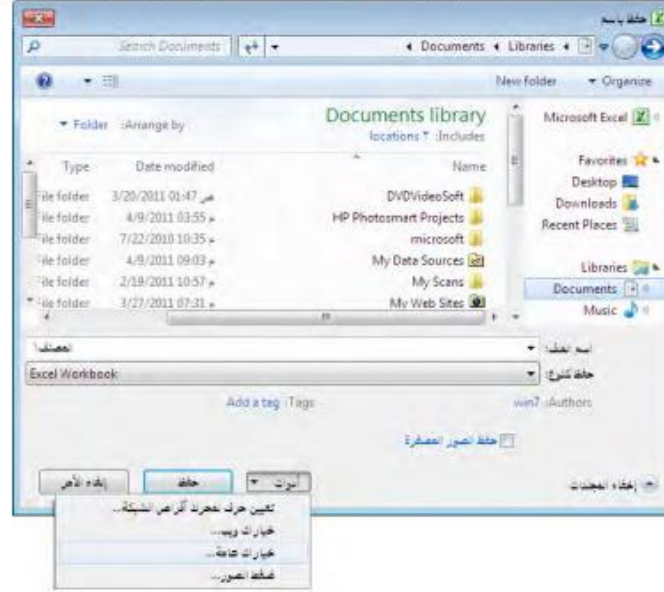 حفظ باسم
Libraries Documents Search Documents
Organize New folder
Microsoft Excel
Favorites
Desktop
Downloads
Recent Places
Libraries
Documents
Music
Documents library
Includes: 2 locations
Arrange by: Folder
Name Date modified Type
DVDVideoSoft 3/20/2011 01:47 ص File folder
HP Photosmart Projects 4/9/2011 03:55 م File folder
microsoft 7/22/2010 10:35 م File folder
My Data Sources 4/9/2011 09:03 م File folder
My Scans 2/19/2011 10:57 م File folder
My Web Sites 3/27/2011 07:31 م File folder
اسم الملف: المصنف١
حفظ كنوع: Excel Workbook
Authors: win7 Tags: Add a tag
حفظ الصور المصغرة
إخفاء المجلدات أدوات حفظ إلغاء الأمر
تعيين حرف لمحرك أقراص الشبكة...
خيارات ويب...
خيارات عامة...
ضغط الصور...